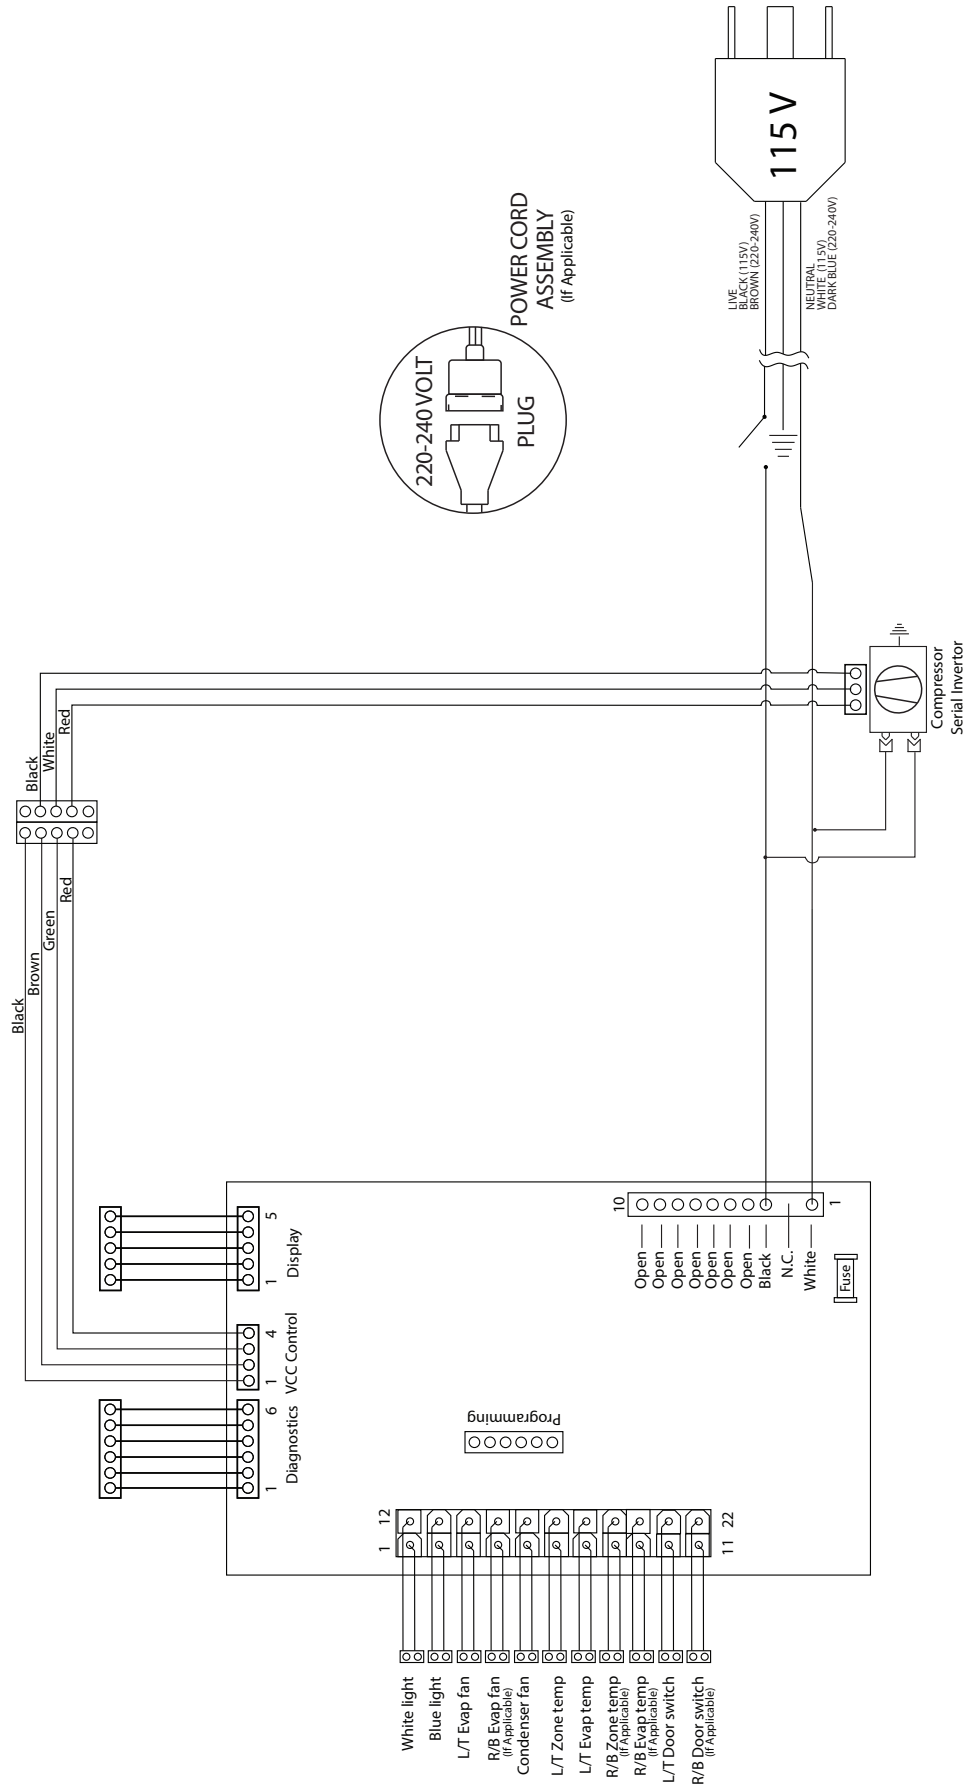 115 V
LIVE
BLACK (115V)
BROWN (220-240V)
NEUTRAL
WHITE (115V)
DARK BLUE (220-240V)
220-240 VOLT
PLUG
POWER CORD
ASSEMBLY
(If Applicable)
Black
White
Red
Compressor
Serial Invertor
Black
Brown
Green
Red
1
5
Display
1
4
VCC Control
1
6
Diagnostics
Programming
10
1
Open
Open
Open
Open
Open
Open
Open
Black
N.C.
White
Fuse
1
12
11
22
White light
Blue light
L/T Evap fan
R/B Evap fan
(If Applicable)
Condenser fan
L/T Zone temp
L/T Evap temp
R/B Zone temp
(If Applicable)
R/B Evap temp
(If Applicable)
L/T Door switch
R/B Door switch
(If Applicable)